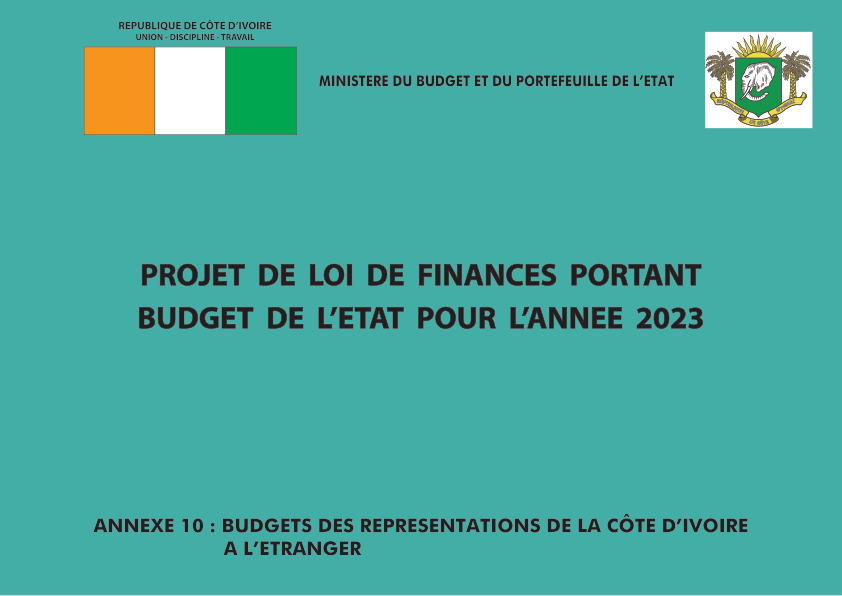 REPUBLIQUE DE CÔTE D'IVOIRE
UNION - DISCIPLINE - TRAVAIL
MINISTERE DU BUDGET ET DU PORTEFEUILLE DE L'ETAT
PROJET DE LOI DE FINANCES PORTANT
BUDGET DE L'ETAT POUR L'ANNEE 2023
ANNEXE 10 : BUDGETS DES REPRESENTATIONS DE LA CÔTE D'IVOIRE
A L'ETRANGER